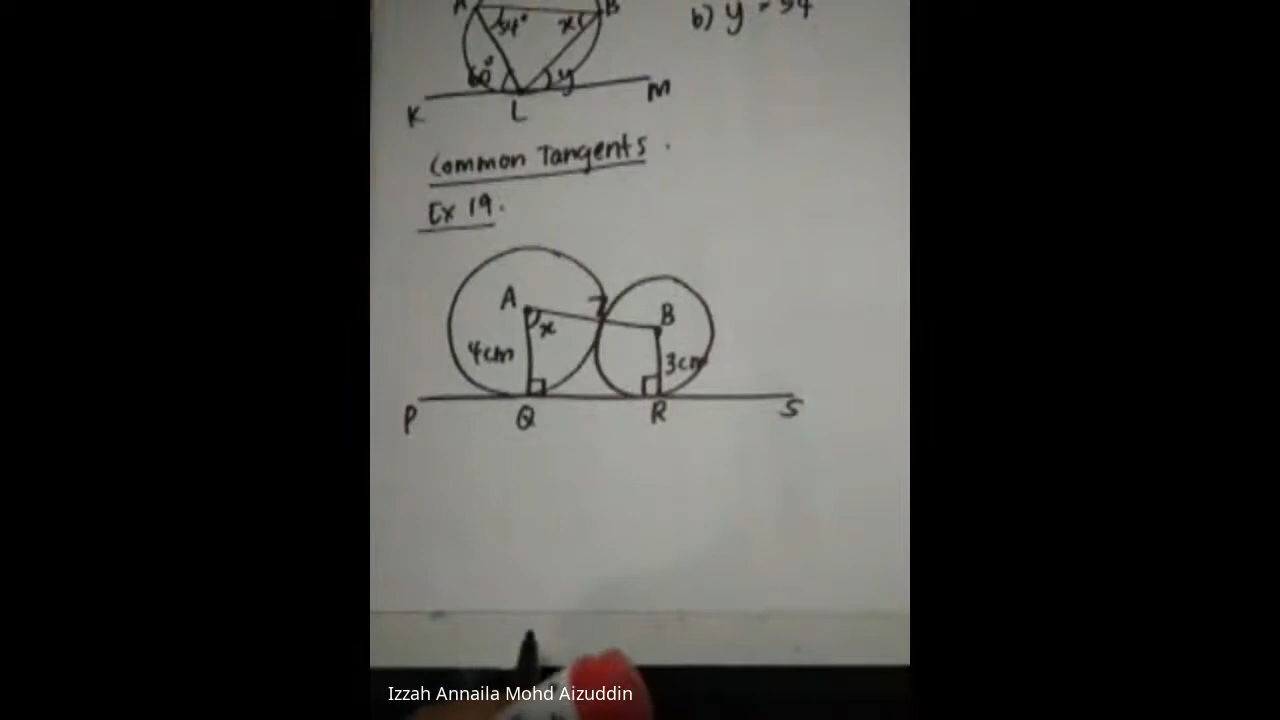 A B
54° x
60° y
K L M
b) y = 54
Common Tangents.
Ex 19.
A x B
4cm 3cm
P Q R S
Izzah Annaila Mohd Aizuddin